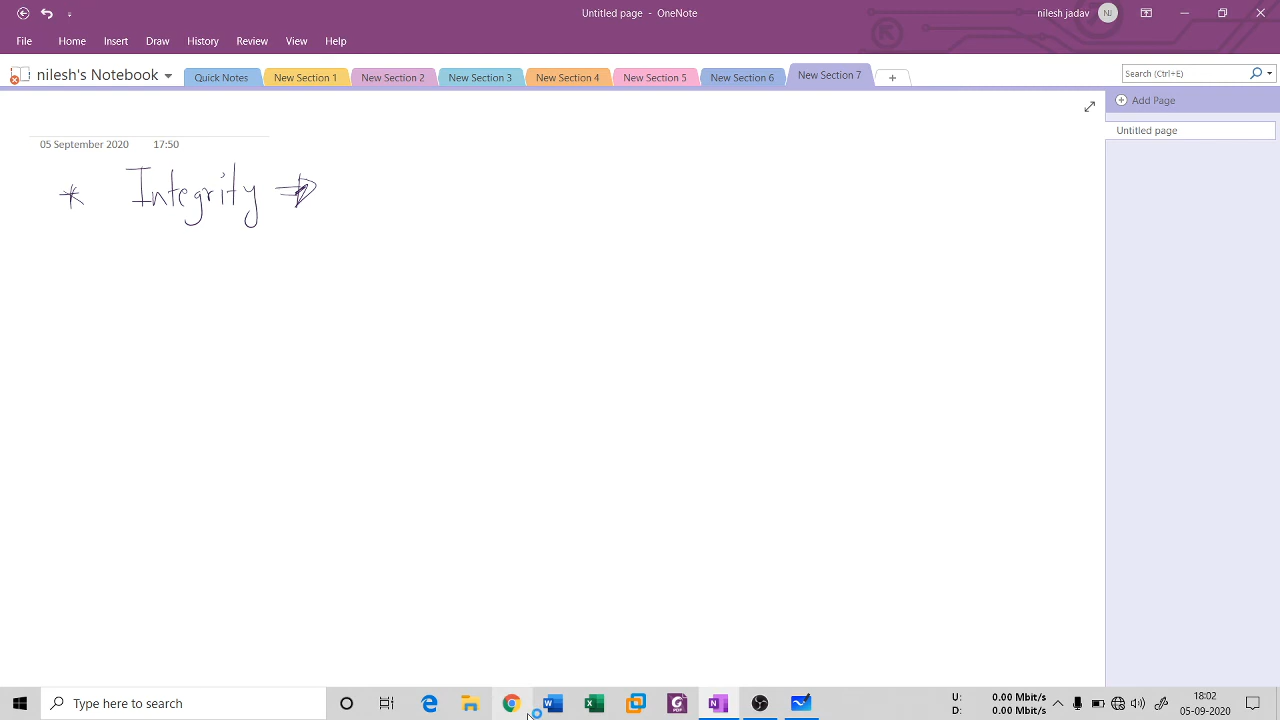 Untitled page - OneNote
nilesh jadav NJ
File Home Insert Draw History Review View Help
nilesh's Notebook Quick Notes New Section 1 New Section 2 New Section 3 New Section 4 New Section 5 New Section 6 New Section 7
Search (Ctrl+E)
Add Page
Untitled page
05 September 2020 17:50
* Integrity →
Type here to search
U: 0.00 Mbit/s
D: 0.00 Mbit/s
18:02
05-09-2020